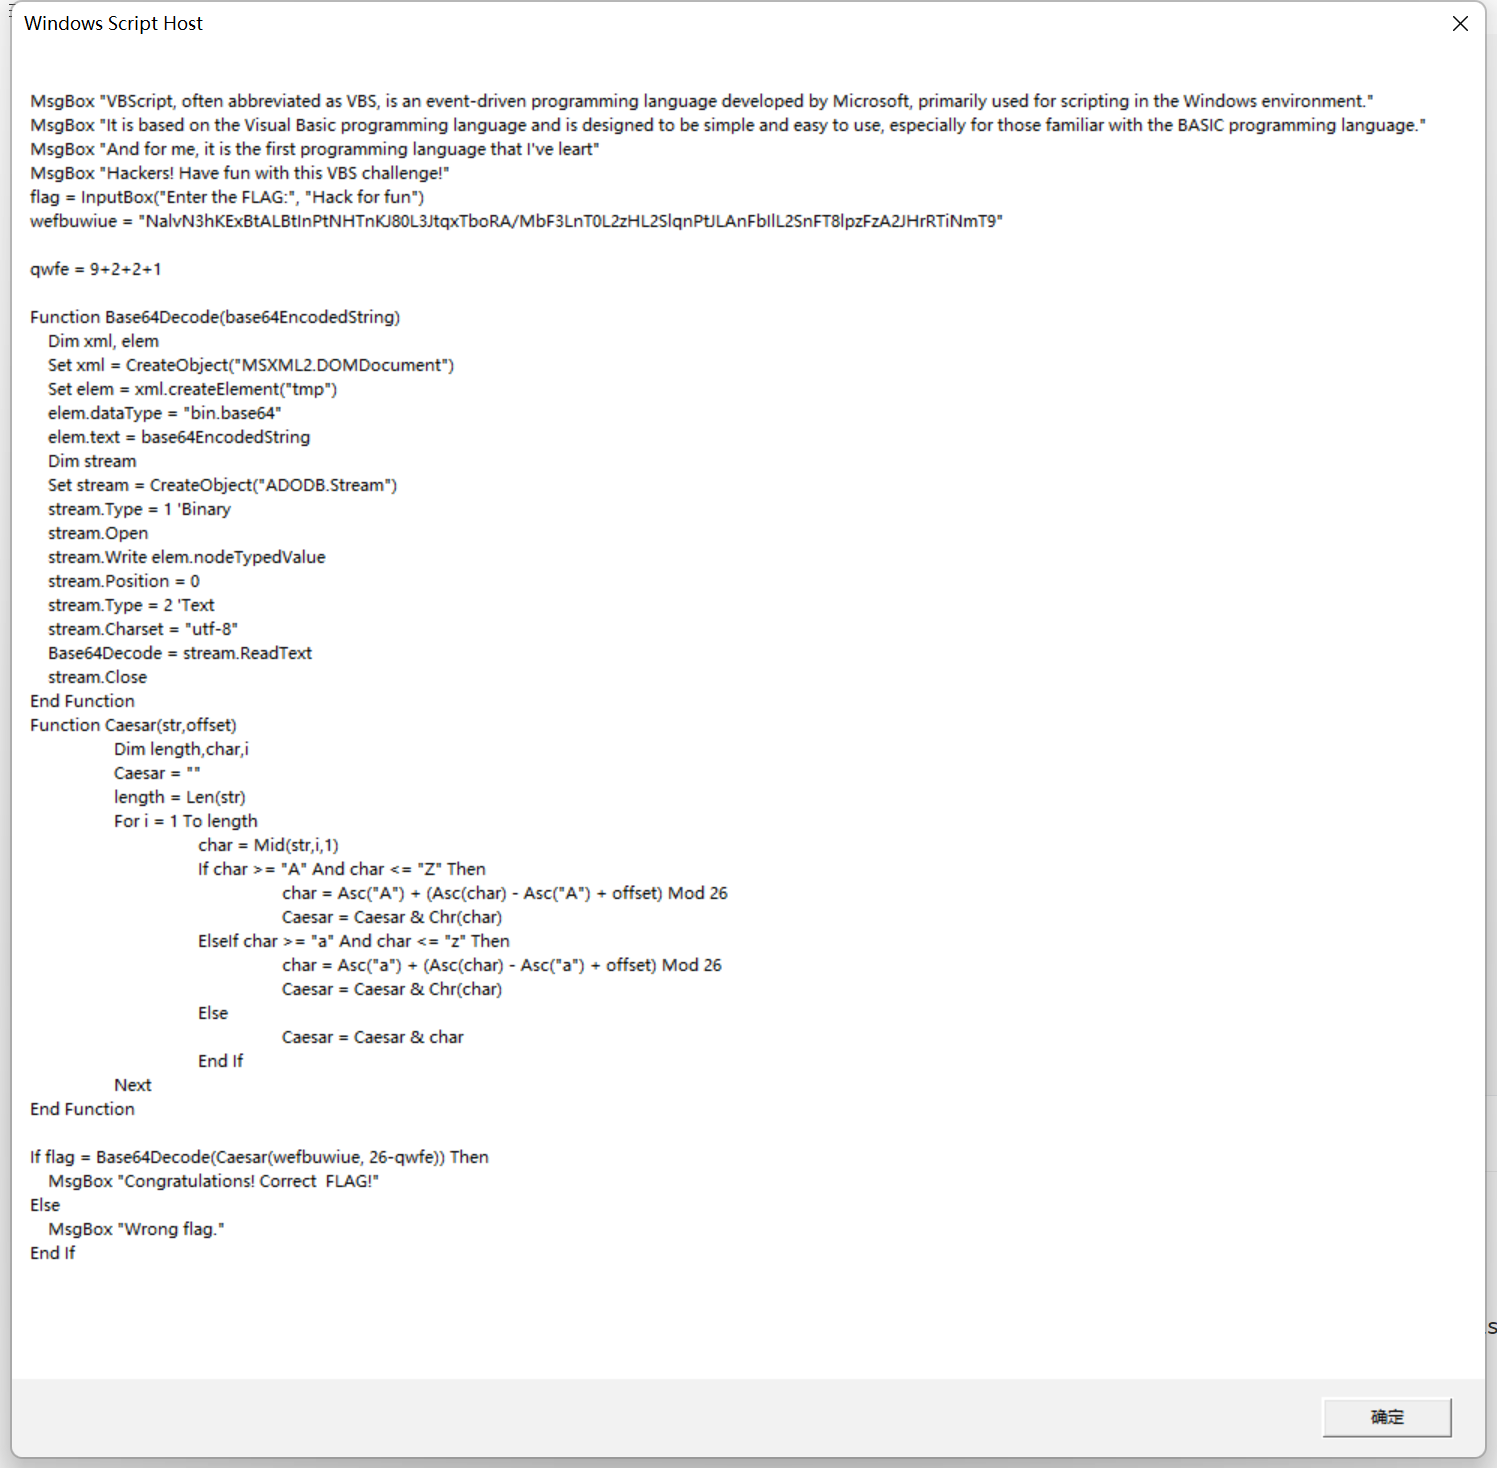 Windows Script Host
MsgBox "VBScript, often abbreviated as VBS, is an event-driven programming language developed by Microsoft, primarily used for scripting in the Windows environment."
MsgBox "It is based on the Visual Basic programming language and is designed to be simple and easy to use, especially for those familiar with the BASIC programming language."
MsgBox "And for me, it is the first programming language that I've leart"
MsgBox "Hackers! Have fun with this VBS challenge!"
flag = InputBox("Enter the FLAG:", "Hack for fun")
wefbuwiue = "NalvN3hKExBtALBtInPtNHTnKJ80L3JtqxTboRA/MbF3LnT0L2zHL2SlqnPtJLAnFbIlL2SnFT8lpzFzA2JHrRTiNmT9"
qwfe = 9+2+2+1
Function Base64Decode(base64EncodedString)
Dim xml, elem
Set xml = CreateObject("MSXML2.DOMDocument")
Set elem = xml.createElement("tmp")
elem.dataType = "bin.base64"
elem.text = base64EncodedString
Dim stream
Set stream = CreateObject("ADODB.Stream")
stream.Type = 1 'Binary
stream.Open
stream.Write elem.nodeTypedValue
stream.Position = 0
stream.Type = 2 'Text
stream.Charset = "utf-8"
Base64Decode = stream.ReadText
stream.Close
End Function
Function Caesar(str,offset)
Dim length,char,i
Caesar = ""
length = Len(str)
For i = 1 To length
char = Mid(str,i,1)
If char >= "A" And char <= "Z" Then
char = Asc("A") + (Asc(char) - Asc("A") + offset) Mod 26
Caesar = Caesar & Chr(char)
ElseIf char >= "a" And char <= "z" Then
char = Asc("a") + (Asc(char) - Asc("a") + offset) Mod 26
Caesar = Caesar & Chr(char)
Else
Caesar = Caesar & char
End If
Next
End Function
If flag = Base64Decode(Caesar(wefbuwiue, 26-qwfe)) Then
MsgBox "Congratulations! Correct  FLAG!"
Else
MsgBox "Wrong flag."
End If
确定